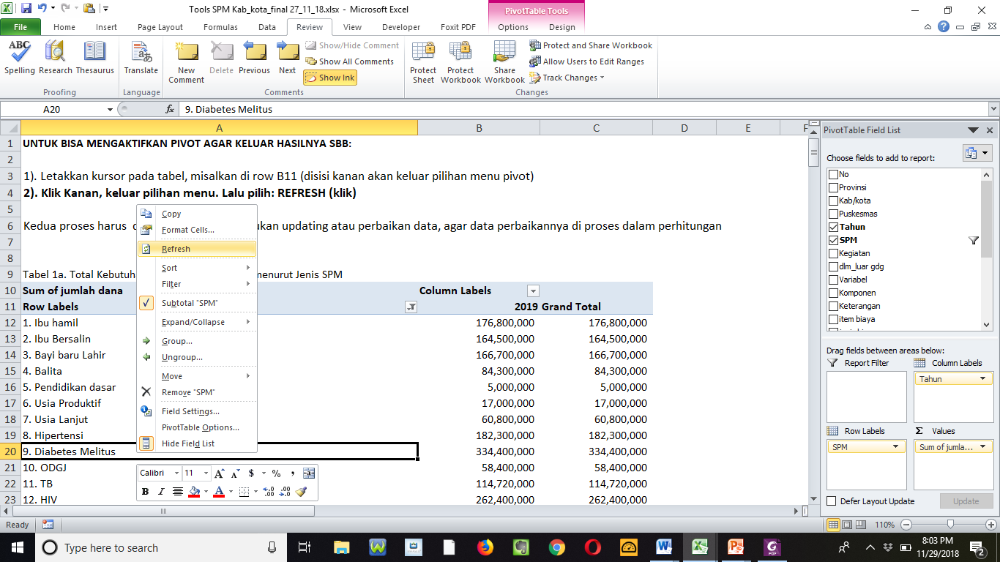 Tools SPM Kab_kota_final 27_11_18.xlsx - Microsoft Excel
PivotTable Tools
File Home Insert Page Layout Formulas Data Review View Developer Foxit PDF Options Design
Spelling Research Thesaurus
Translate
New Comment
Delete Previous Next
Show/Hide Comment
Show All Comments
Show Ink
Protect Sheet
Protect Workbook
Share Workbook
Protect and Share Workbook
Allow Users to Edit Ranges
Track Changes
Proofing Language Comments Changes
A20 fx 9. Diabetes Melitus
A B C D E F
1 UNTUK BISA MENGAKTIFKAN PIVOT AGAR KELUAR HASILNYA SBB:
2
3 1). Letakkan kursor pada tabel, misalkan di row B11 (disisi kanan akan keluar pilihan menu pivot)
4 2). Klik Kanan, keluar pilihan menu. Lalu pilih: REFRESH (klik)
5
6 Kedua proses harus ukan updating atau perbaikan data, agar data perbaikannya di proses dalam perhitungan
7
8
9 Tabel 1a. Total Kebutuh menurut Jenis SPM
10 Sum of jumlah dana Column Labels
11 Row Labels 2019 Grand Total
12 1. Ibu hamil 176,800,000 176,800,000
13 2. Ibu Bersalin 164,500,000 164,500,000
14 3. Bayi baru Lahir 166,700,000 166,700,000
15 4. Balita 84,300,000 84,300,000
16 5. Pendidikan dasar 5,000,000 5,000,000
17 6. Usia Produktif 17,000,000 17,000,000
18 7. Usia Lanjut 60,800,000 60,800,000
19 8. Hipertensi 182,300,000 182,300,000
20 9. Diabetes Melitus 334,400,000 334,400,000
21 10. ODGJ 58,400,000 58,400,000
22 11. TB 114,720,000 114,720,000
23 12. HIV 262,400,000 262,400,000
Copy
Format Cells...
Refresh
Sort
Filter
Subtotal "SPM"
Expand/Collapse
Group...
Ungroup...
Move
Remove "SPM"
Field Settings...
PivotTable Options...
Hide Field List
Calibri 11 A A $ % ,
B I A .00 .00
PivotTable Field List
Choose fields to add to report:
No
Provinsi
Kab/kota
Puskesmas
Tahun
SPM
Kegiatan
dlm_luar gdg
Variabel
Komponen
Keterangan
item biaya
Drag fields between areas below:
Report Filter Column Labels
Tahun
Row Labels Σ Values
SPM Sum of jumla...
Defer Layout Update Update
Ready 110%
Type here to search
8:03 PM
11/29/2018
2